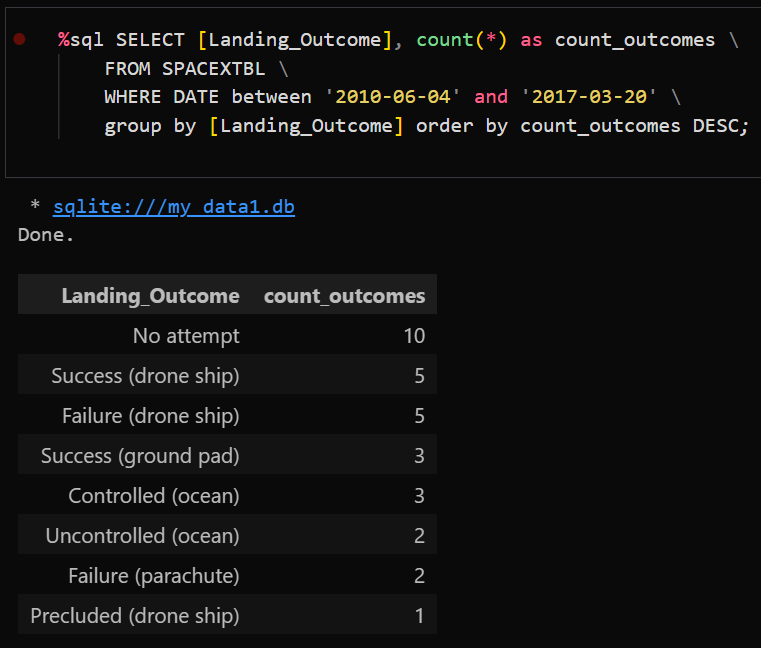 %sql SELECT [Landing_Outcome], count(*) as count_outcomes \
FROM SPACEXTBL \
WHERE DATE between '2010-06-04' and '2017-03-20' \
group by [Landing_Outcome] order by count_outcomes DESC;
* sqlite:///my_data1.db
Done.
Landing_Outcome count_outcomes
No attempt 10
Success (drone ship) 5
Failure (drone ship) 5
Success (ground pad) 3
Controlled (ocean) 3
Uncontrolled (ocean) 2
Failure (parachute) 2
Precluded (drone ship) 1